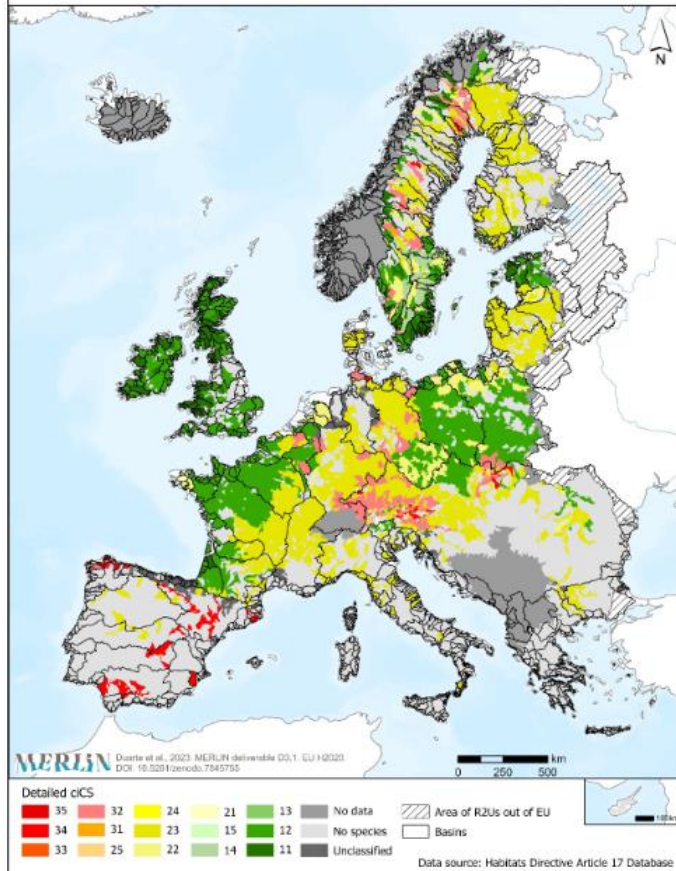 N
MERLIN Duarte et al., 2023. MERLIN deliverable D3.1. EU H2020.
DOI: 10.5281/zenodo.7845755
km
0 250 500
Detailed ciCS
35 32 24 21 13 No data Area of R2Us out of EU
34 31 23 15 12 No species Basins
33 25 22 14 11 Unclassified
Data source: Habitats Directive Article 17 Database